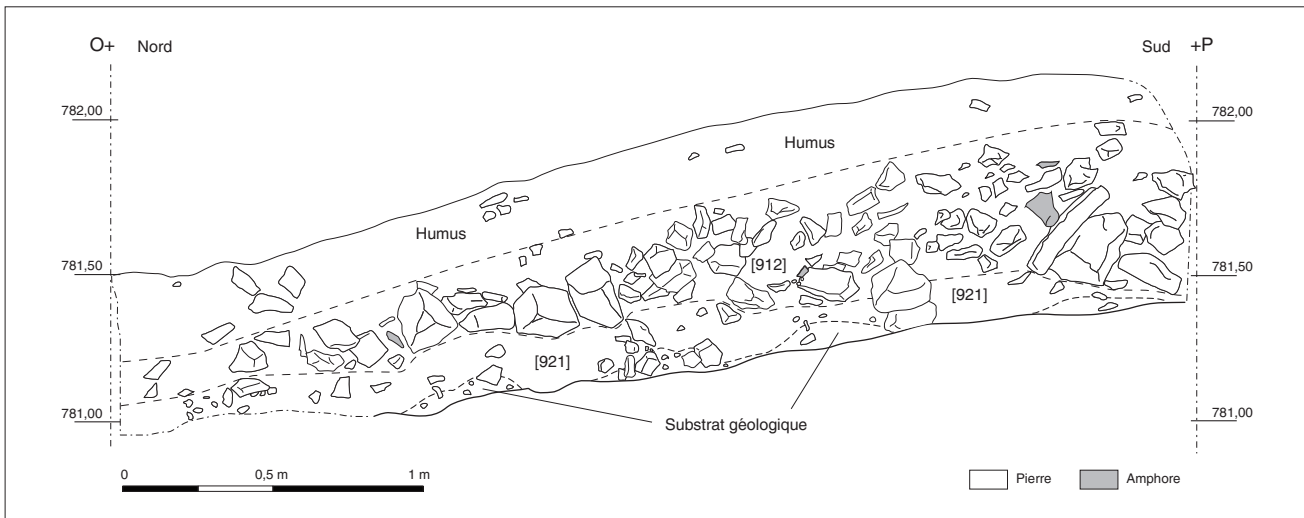 O+ Nord Sud +P
782,00 782,00
Humus
Humus
[912]
781,50 781,50
[921]
[921]
781,00 781,00
Substrat géologique
0 0,5 m 1 m
Pierre Amphore